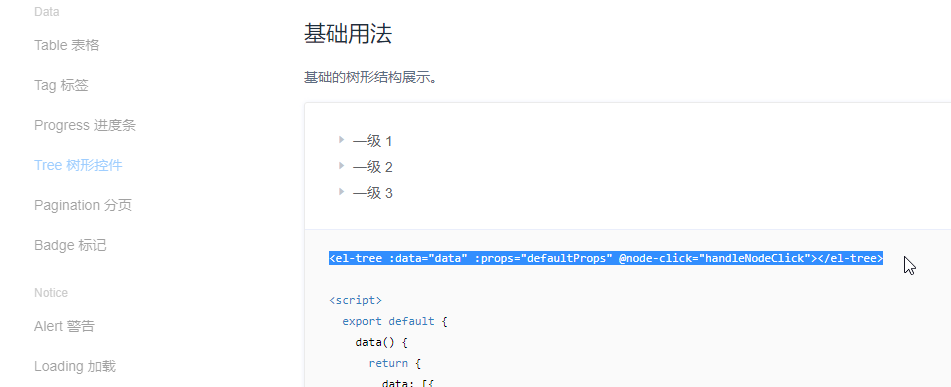 Data
Table 表格
Tag 标签
Progress 进度条
Tree 树形控件
Pagination 分页
Badge 标记
Notice
Alert 警告
Loading 加载
基础用法
基础的树形结构展示。
一级 1
一级 2
一级 3
<el-tree :data="data" :props="defaultProps" @node-click="handleNodeClick"></el-tree>
<script>
export default {
data() {
return {
data: [{